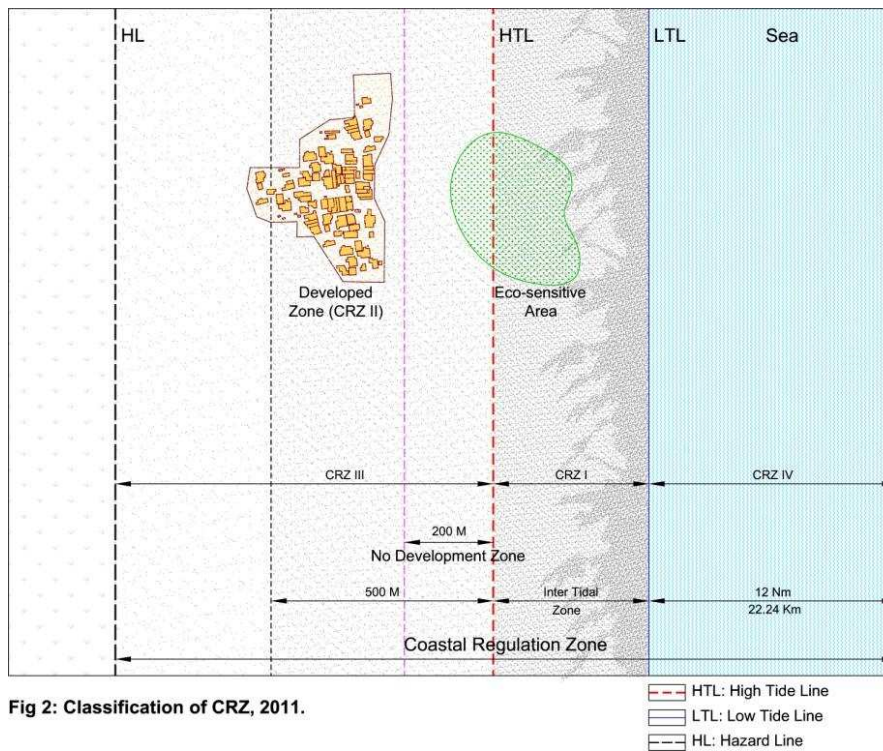 HL
HTL
LTL
Sea
Developed
Zone (CRZ II)
Eco-sensitive
Area
CRZ III
CRZ I
CRZ IV
200 M
No Development Zone
500 M
Inter Tidal
Zone
12 Nm
22.24 Km
Coastal Regulation Zone
Fig 2: Classification of CRZ, 2011.
HTL: High Tide Line
LTL: Low Tide Line
HL: Hazard Line